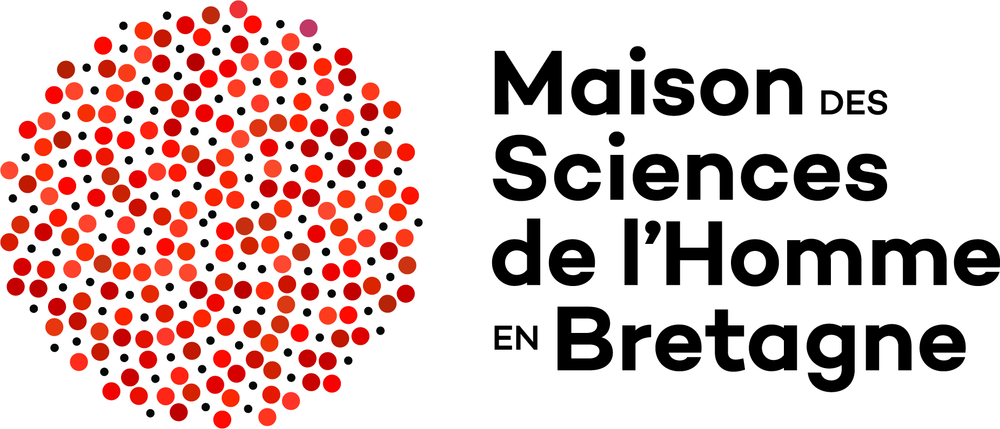 Maison DES
Sciences
de l’Homme
EN Bretagne